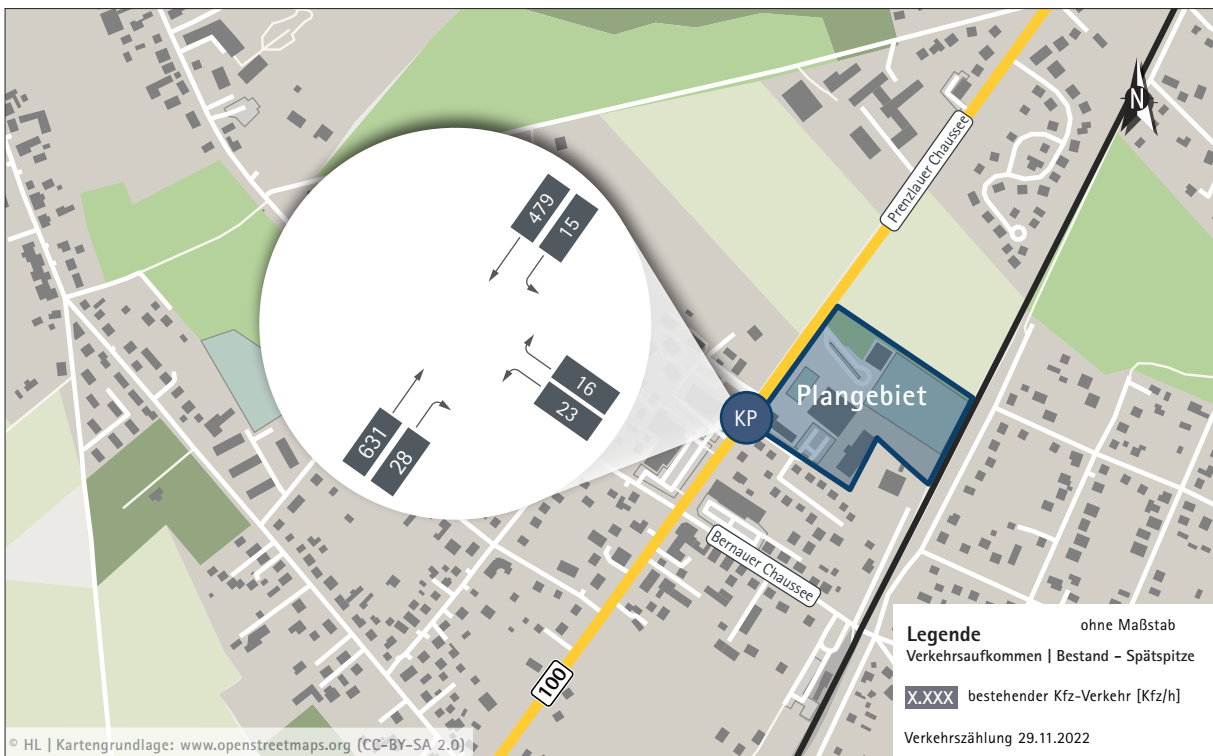 N
Prenzlauer Chaussee
479
15
16
23
631
28
KP
Plangebiet
Bernauer Chaussee
100
Legende
ohne Maßstab
Verkehrsaufkommen | Bestand – Spätspitze
X.XXX bestehender Kfz-Verkehr [Kfz/h]
Verkehrszählung 29.11.2022
© HL | Kartengrundlage: www.openstreetmaps.org (CC-BY-SA 2.0)